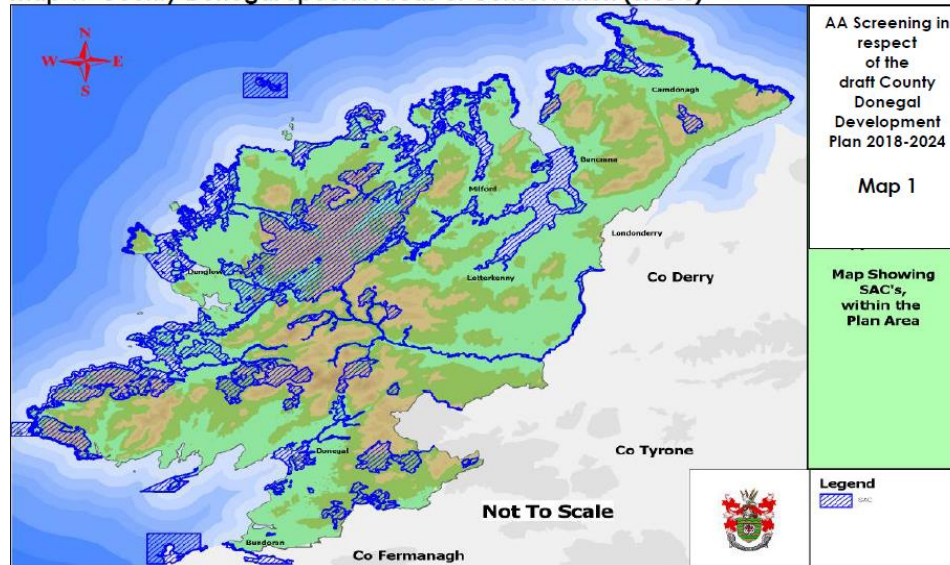 N
W E
S
Carndonagh
Buncrana
Milford
Londonderry
Dungloe
Letterkenny
Co Derry
Co Tyrone
Donegal
Not To Scale
Bundoran
Co Fermanagh
AA Screening in
respect
of the
draft County
Donegal
Development
Plan 2018-2024
Map 1
Map Showing
SAC's,
within the
Plan Area
Legend
SAC